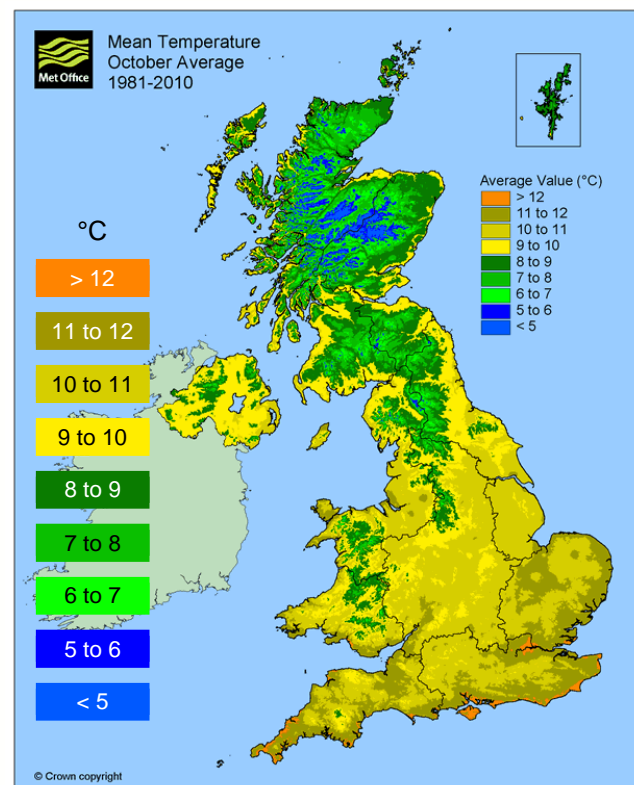 Met Office
Mean Temperature
October Average
1981-2010
Average Value (°C)
> 12
11 to 12
10 to 11
9 to 10
8 to 9
7 to 8
6 to 7
5 to 6
< 5
°C
> 12
11 to 12
10 to 11
9 to 10
8 to 9
7 to 8
6 to 7
5 to 6
< 5
© Crown copyright